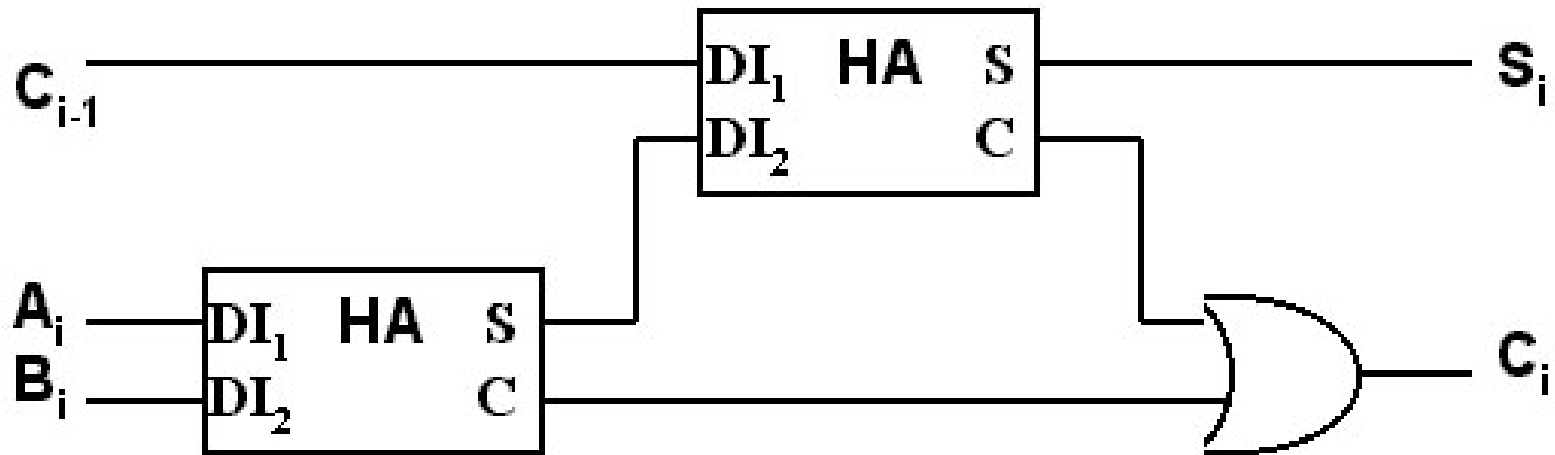 C_{i-1} DI_1 HA S S_i
DI_2 C
A_i DI_1 HA S
B_i DI_2 C C_i